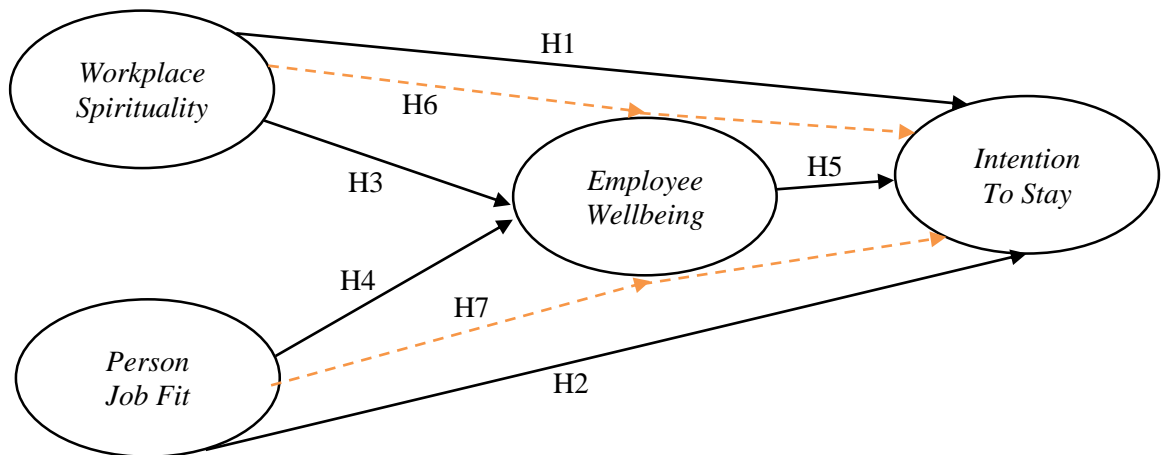 H1
Workplace
Spirituality
H6
Intention
To Stay
H3
Employee
Wellbeing
H5
H4
H7
Person
Job Fit
H2